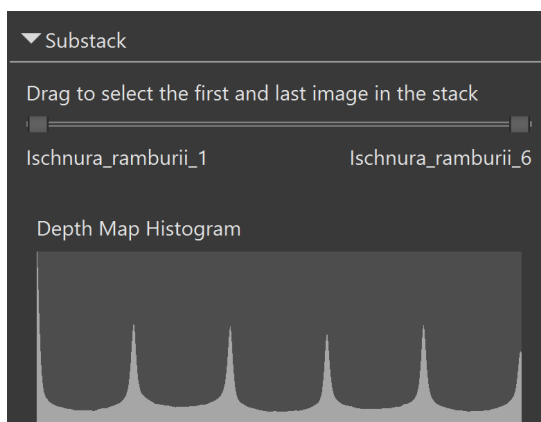 Substack
Drag to select the first and last image in the stack
Ischnura_ramburii_1 Ischnura_ramburii_6
Depth Map Histogram